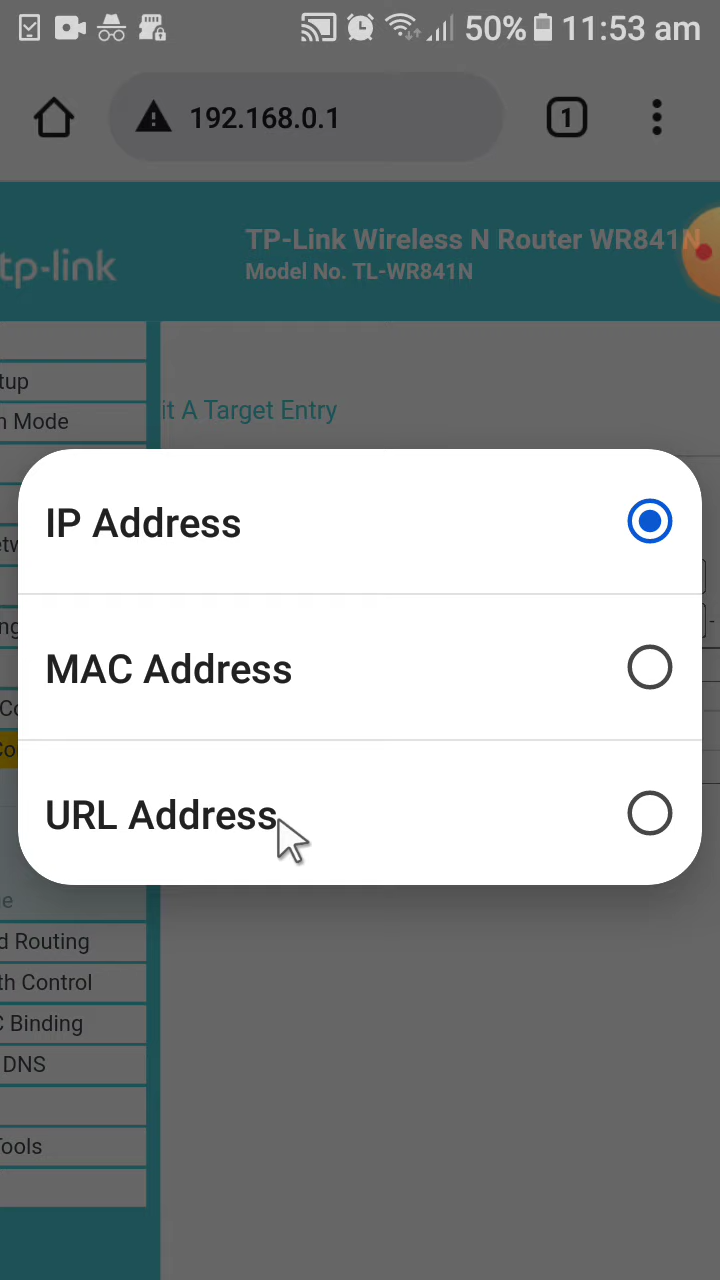 50% 11:53 am
192.168.0.1
1
TP-Link Wireless N Router WR841N
tp-link
Model No. TL-WR841N
tup
n Mode
it A Target Entry
IP Address
MAC Address
URL Address
e
d Routing
th Control
C Binding
DNS
Tools